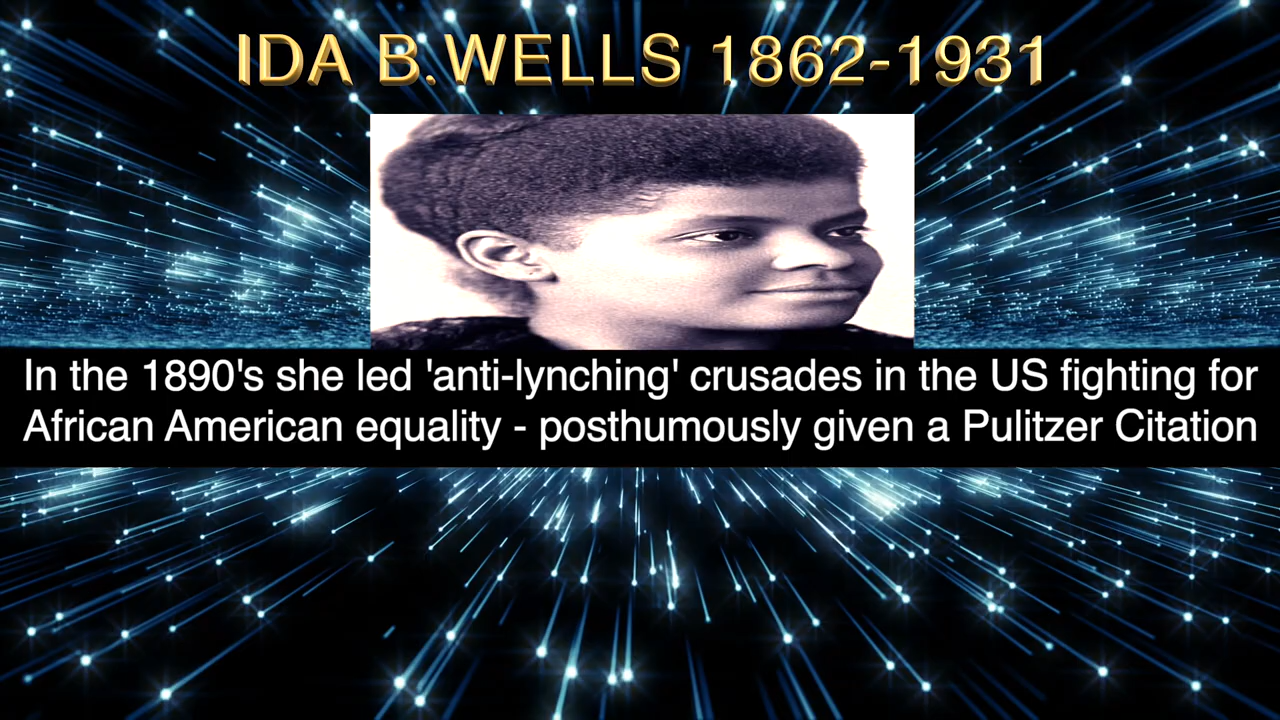 IDA B. WELLS 1862-1931
In the 1890's she led 'anti-lynching' crusades in the US fighting for
African American equality - posthumously given a Pulitzer Citation